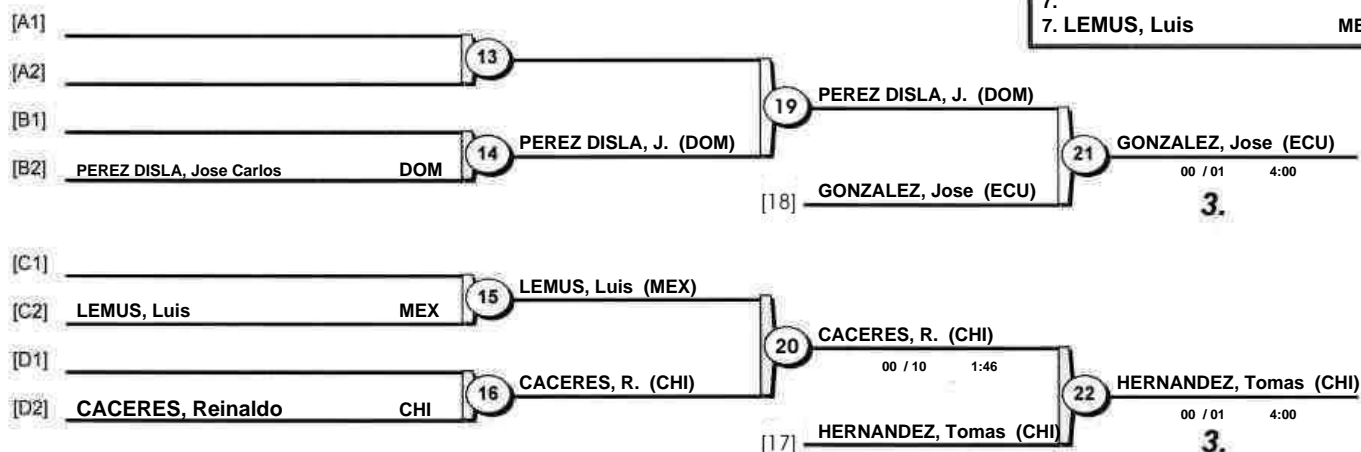 7.
7. LEMUS, Luis
[A1]
13
[A2]
19 PEREZ DISLA, J. (DOM)
[B1]
14 PEREZ DISLA, J. (DOM)
21 GONZALEZ, Jose (ECU)
[B2] PEREZ DISLA, Jose Carlos DOM
00 / 01 4:00
[18] GONZALEZ, Jose (ECU)
3.
[C1]
15 LEMUS, Luis (MEX)
[C2] LEMUS, Luis MEX
20 CACERES, R. (CHI)
[D1]
00 / 10 1:46
16 CACERES, R. (CHI)
22 HERNANDEZ, Tomas (CHI)
[D2] CACERES, Reinaldo CHI
00 / 01 4:00
[17] HERNANDEZ, Tomas (CHI)
3.